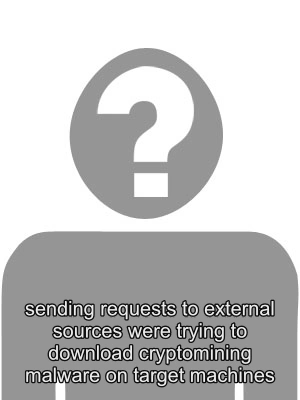 ?
sending requests to external
sources were trying to
download cryptomining
malware on target machines